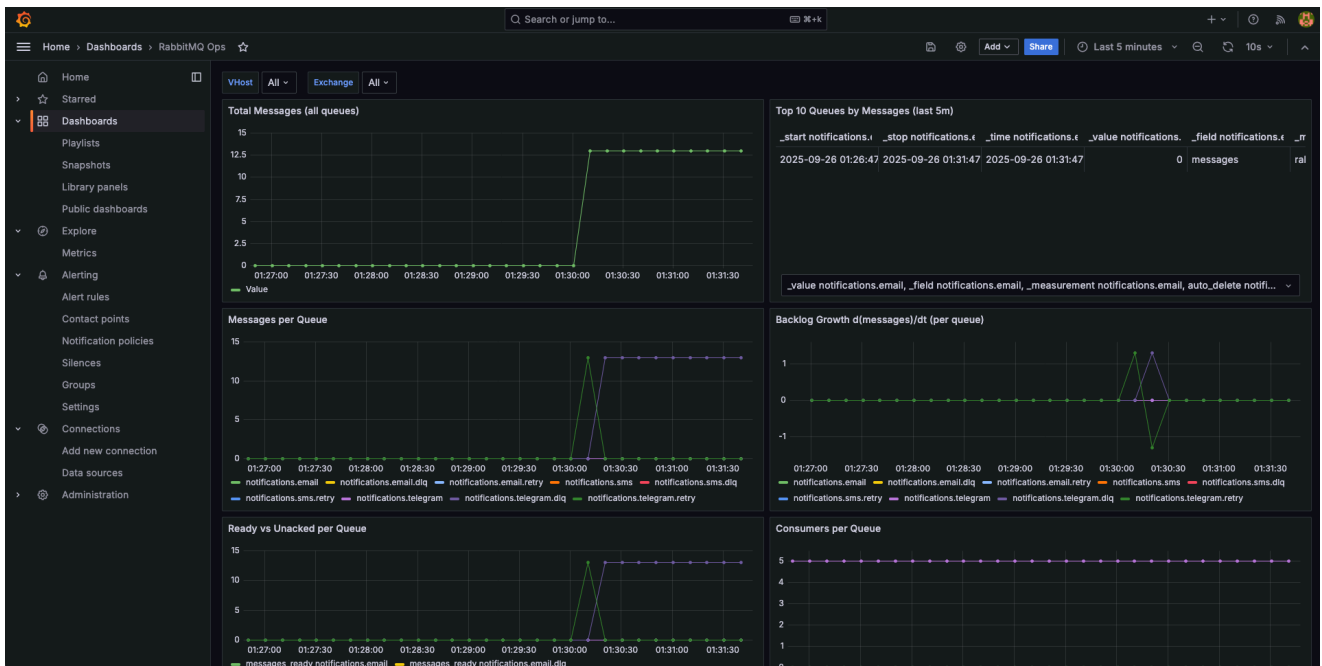 Search or jump to... ⌘+k
Home › Dashboards › RabbitMQ Ops
Add Share Last 5 minutes 10s
Home
Starred
Dashboards
Playlists
Snapshots
Library panels
Public dashboards
Explore
Metrics
Alerting
Alert rules
Contact points
Notification policies
Silences
Groups
Settings
Connections
Add new connection
Data sources
Administration
VHost All Exchange All
Total Messages (all queues)
15
12.5
10
7.5
5
2.5
0
01:27:00 01:27:30 01:28:00 01:28:30 01:29:00 01:29:30 01:30:00 01:30:30 01:31:00 01:31:30
Value
Top 10 Queues by Messages (last 5m)
_start notifications. _stop notifications.e _time notifications.e _value notifications. _field notifications.e
2025-09-26 01:26:47 2025-09-26 01:31:47 2025-09-26 01:31:47 0 messages
_value notifications.email, _field notifications.email, _measurement notifications.email, auto_delete notifi...
Messages per Queue
15
10
5
0
01:27:00 01:27:30 01:28:00 01:28:30 01:29:00 01:29:30 01:30:00 01:30:30 01:31:00 01:31:30
notifications.email notifications.email.dlq notifications.email.retry notifications.sms notifications.sms.dlq
notifications.sms.retry notifications.telegram notifications.telegram.dlq notifications.telegram.retry
Backlog Growth d(messages)/dt (per queue)
1
0
-1
01:27:00 01:27:30 01:28:00 01:28:30 01:29:00 01:29:30 01:30:00 01:30:30 01:31:00 01:31:30
notifications.email notifications.email.dlq notifications.email.retry notifications.sms notifications.sms.dlq
notifications.sms.retry notifications.telegram notifications.telegram.dlq notifications.telegram.retry
Ready vs Unacked per Queue
15
10
5
0
01:27:00 01:27:30 01:28:00 01:28:30 01:29:00 01:29:30 01:30:00 01:30:30 01:31:00 01:31:30
messages_ready notifications.email messages_ready notifications.email.dlq
Consumers per Queue
5
4
3
2
1